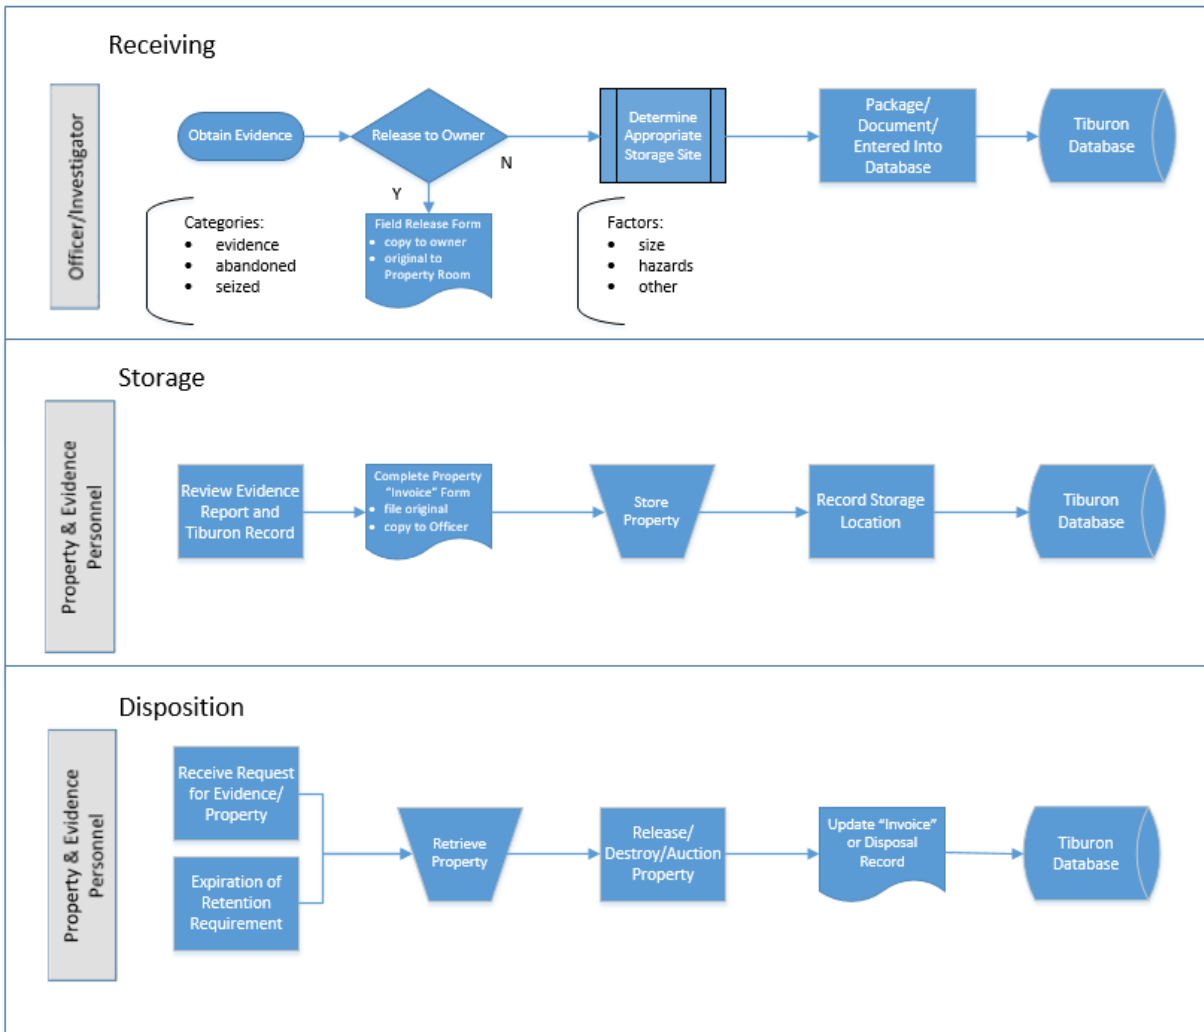 Receiving
Officer/Investigator
Obtain Evidence
Release to Owner
N
Y
Determine
Appropriate
Storage Site
Package/
Document/
Entered Into
Database
Tiburon
Database
Categories:
• evidence
• abandoned
• seized
Field Release Form
• copy to owner
• original to
Property Room
Factors:
• size
• hazards
• other
Storage
Property & Evidence
Personnel
Review Evidence
Report and
Tiburon Record
Complete Property
“Invoice” Form
• file original
• copy to Officer
Store
Property
Record Storage
Location
Tiburon
Database
Disposition
Property & Evidence
Personnel
Receive Request
for Evidence/
Property
Expiration of
Retention
Requirement
Retrieve
Property
Release/
Destroy/Auction
Property
Update “Invoice”
or Disposal
Record
Tiburon
Database